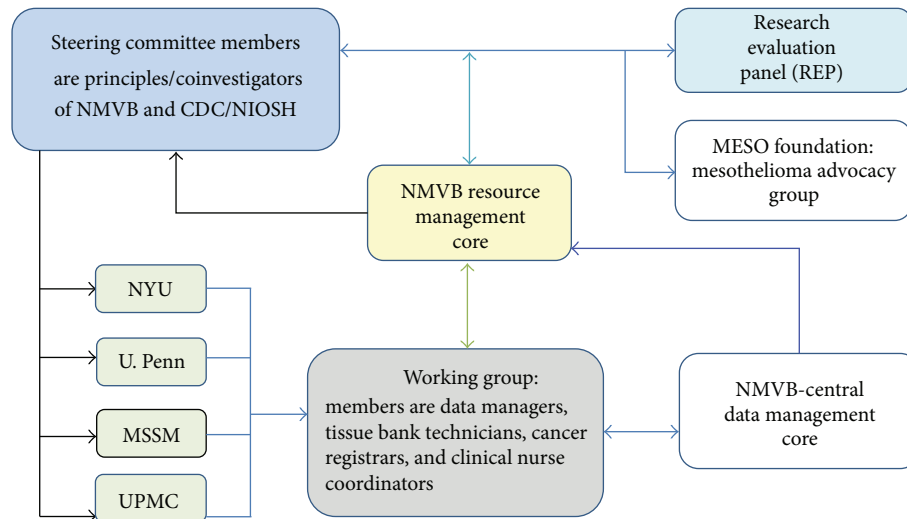 Steering committee members
are principles/coinvestigators
of NMVB and CDC/NIOSH
Research
evaluation
panel (REP)
MESO foundation:
mesothelioma advocacy
group
NMVB resource
management
core
NYU
U. Penn
MSSM
UPMC
Working group:
members are data managers,
tissue bank technicians, cancer
registrars, and clinical nurse
coordinators
NMVB-central
data management
core